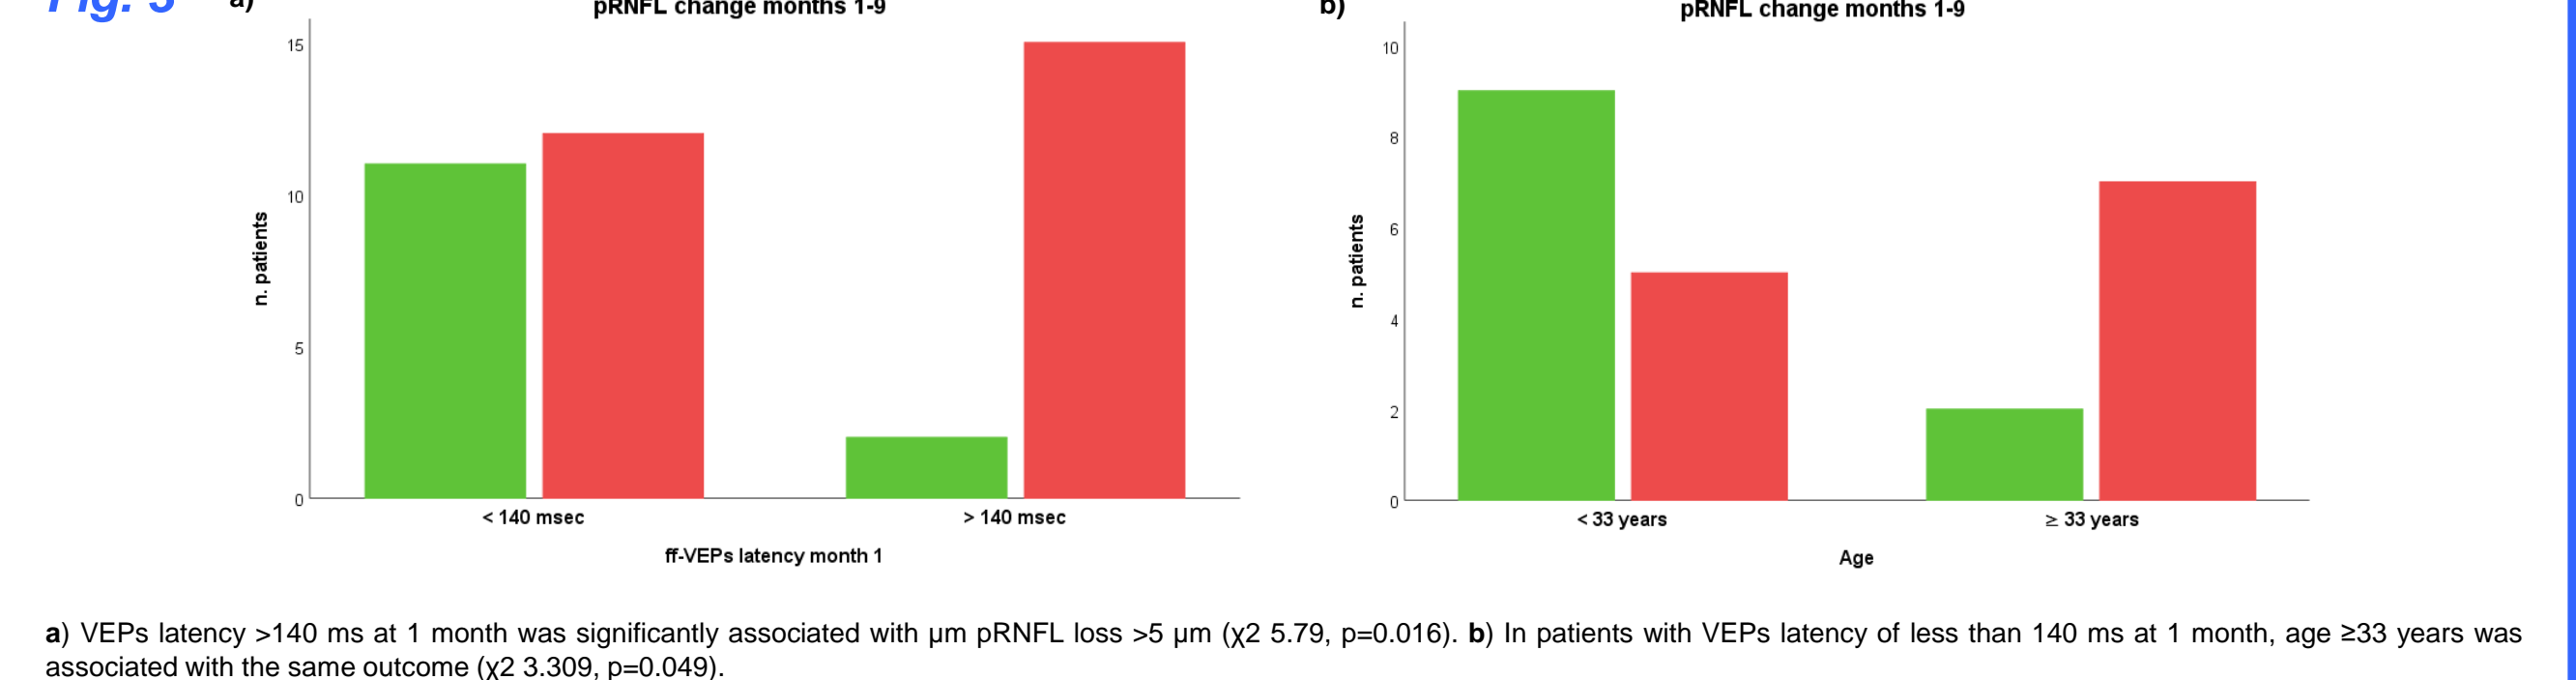 Fig. 3 a)
pRNFL change months 1-9
15
10
5
0
n. patients
< 140 msec > 140 msec
ff-VEPs latency month 1
b)
pRNFL change months 1-9
10
8
6
4
2
0
n. patients
< 33 years ≥ 33 years
Age
a) VEPs latency >140 ms at 1 month was significantly associated with μm pRNFL loss >5 μm (χ2 5.79, p=0.016). b) In patients with VEPs latency of less than 140 ms at 1 month, age ≥33 years was
associated with the same outcome (χ2 3.309, p=0.049).